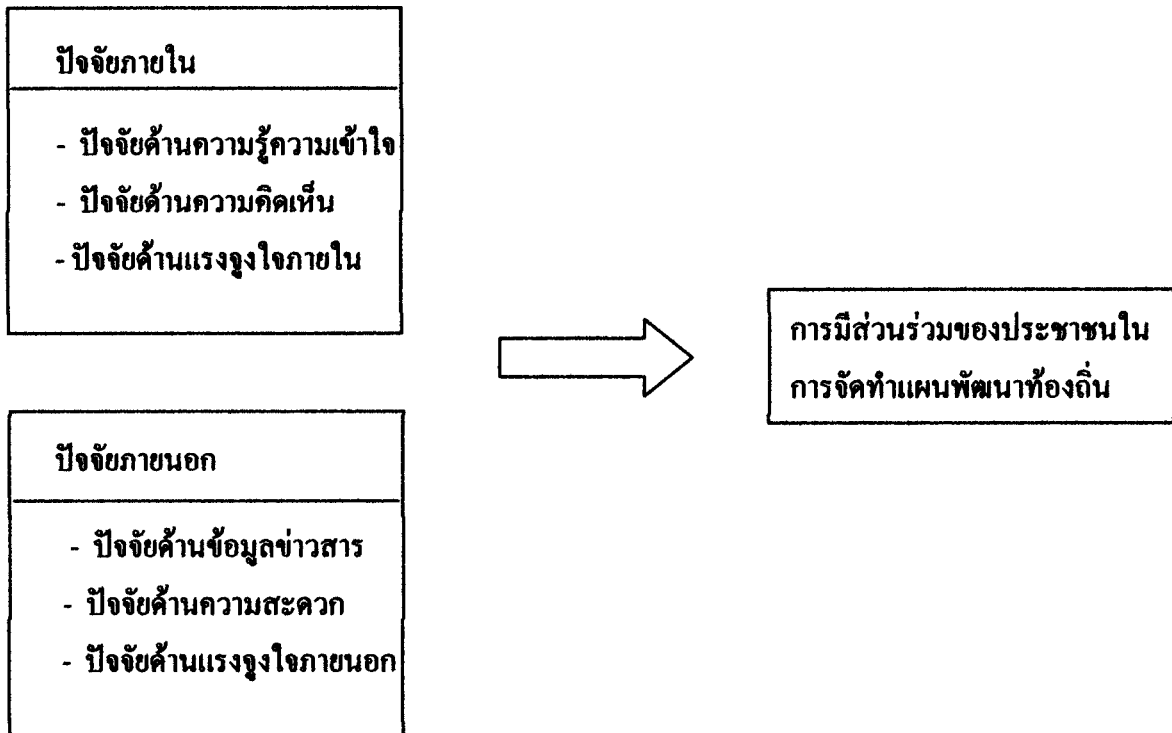 ปัจจัยภายใน
- ปัจจัยด้านความรู้ความเข้าใจ
- ปัจจัยด้านความคิดเห็น
- ปัจจัยด้านแรงจูงใจภายใน
การมีส่วนร่วมของประชาชนใน
การจัดทำแผนพัฒนาท้องถิ่น
ปัจจัยภายนอก
- ปัจจัยด้านข้อมูลข่าวสาร
- ปัจจัยด้านความสะดวก
- ปัจจัยด้านแรงจูงใจภายนอก